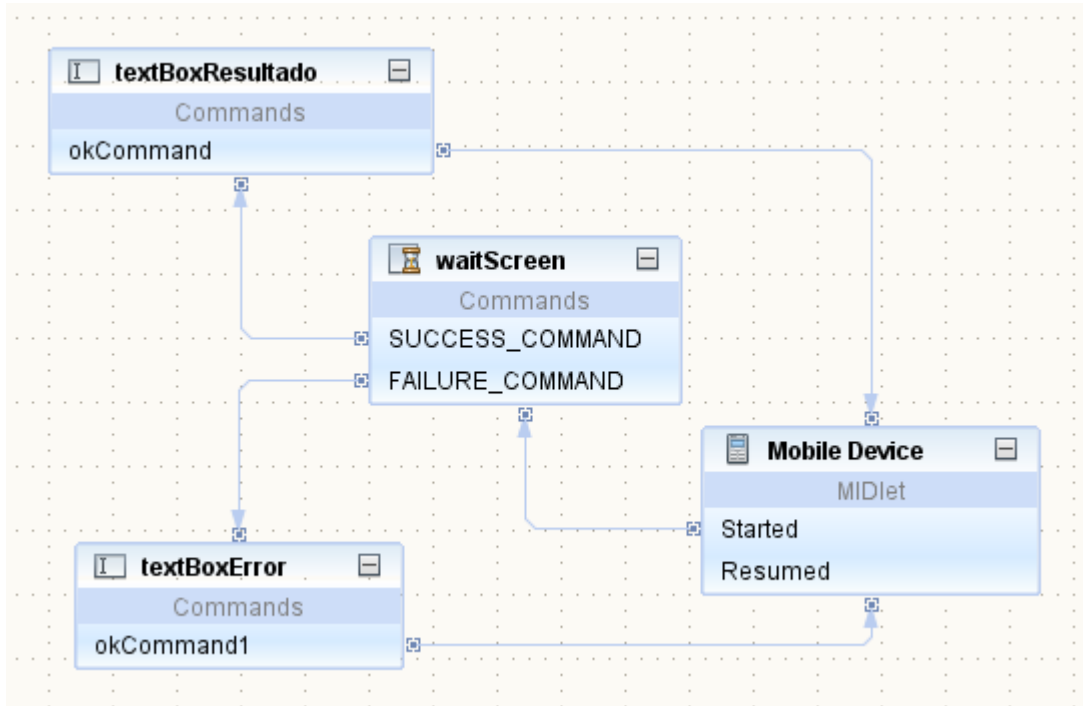 textBoxResultado
Commands
okCommand
waitScreen
Commands
SUCCESS_COMMAND
FAILURE_COMMAND
Mobile Device
MIDlet
Started
Resumed
textBoxError
Commands
okCommand1